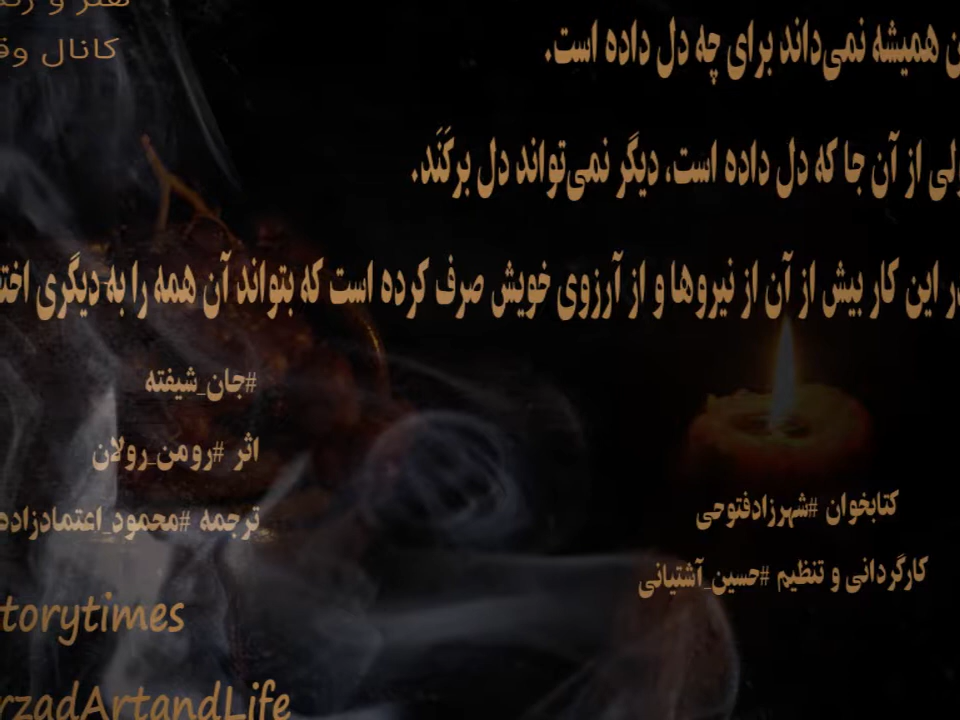 همیشه نمی‌داند برای چه دل داده است.
ولی از آن جا که دل داده است، دیگر نمی‌تواند دل برکَنَد.
این کار بیش از آن از نیروها و از آرزوی خویش صرف کرده است که بتواند آن همه را به دیگری
#جان_شیفته
اثر #رومن_رولان
ترجمه #محمود_اعتمادزاده
کتابخوان #شهرزادفتوحی
کارگردانی و تنظیم #حسین_آشتیانی
کانال
torytimes
rzadArtandLife